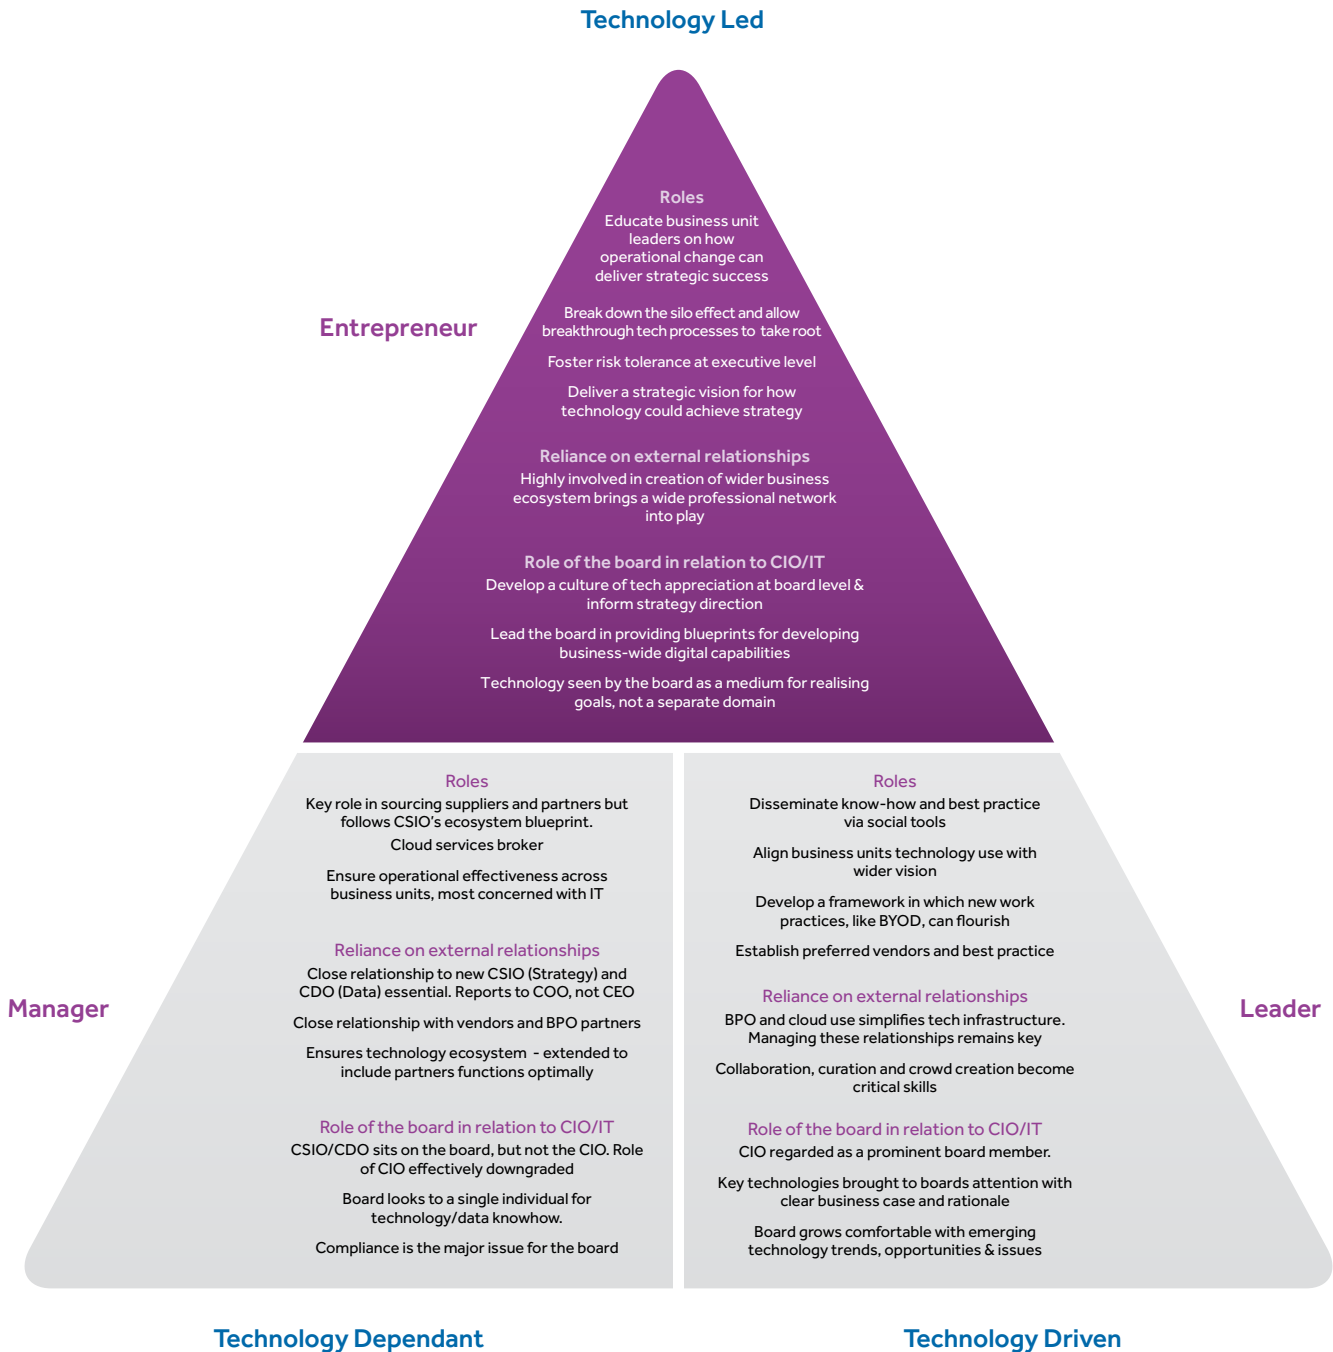 Technology Led
Roles
Educate business unit
leaders on how
operational change can
deliver strategic success
Entrepreneur
Break down the silo effect and allow
breakthrough tech processes to take root
Foster risk tolerance at executive level
Deliver a strategic vision for how
technology could achieve strategy
Reliance on external relationships
Highly involved in creation of wider business
ecosystem brings a wide professional network
into play
Role of the board in relation to CIO/IT
Develop a culture of tech appreciation at board level &
inform strategy direction
Lead the board in providing blueprints for developing
business-wide digital capabilities
Technology seen by the board as a medium for realising
goals, not a separate domain
Manager
Roles
Key role in sourcing suppliers and partners but
follows CSIO's ecosystem blueprint.
Cloud services broker
Ensure operational effectiveness across
business units, most concerned with IT
Reliance on external relationships
Close relationship to new CSIO (Strategy) and
CDO (Data) essential. Reports to COO, not CEO
Close relationship with vendors and BPO partners
Ensures technology ecosystem - extended to
include partners functions optimally
Role of the board in relation to CIO/IT
CSIO/CDO sits on the board, but not the CIO. Role
of CIO effectively downgraded
Board looks to a single individual for
technology/data knowhow.
Compliance is the major issue for the board
Technology Dependant
Roles
Disseminate know-how and best practice
via social tools
Align business units technology use with
wider vision
Develop a framework in which new work
practices, like BYOD, can flourish
Establish preferred vendors and best practice
Reliance on external relationships
BPO and cloud use simplifies tech infrastructure.
Managing these relationships remains key
Collaboration, curation and crowd creation become
critical skills
Role of the board in relation to CIO/IT
CIO regarded as a prominent board member.
Key technologies brought to boards attention with
clear business case and rationale
Board grows comfortable with emerging
technology trends, opportunities & issues
Leader
Technology Driven